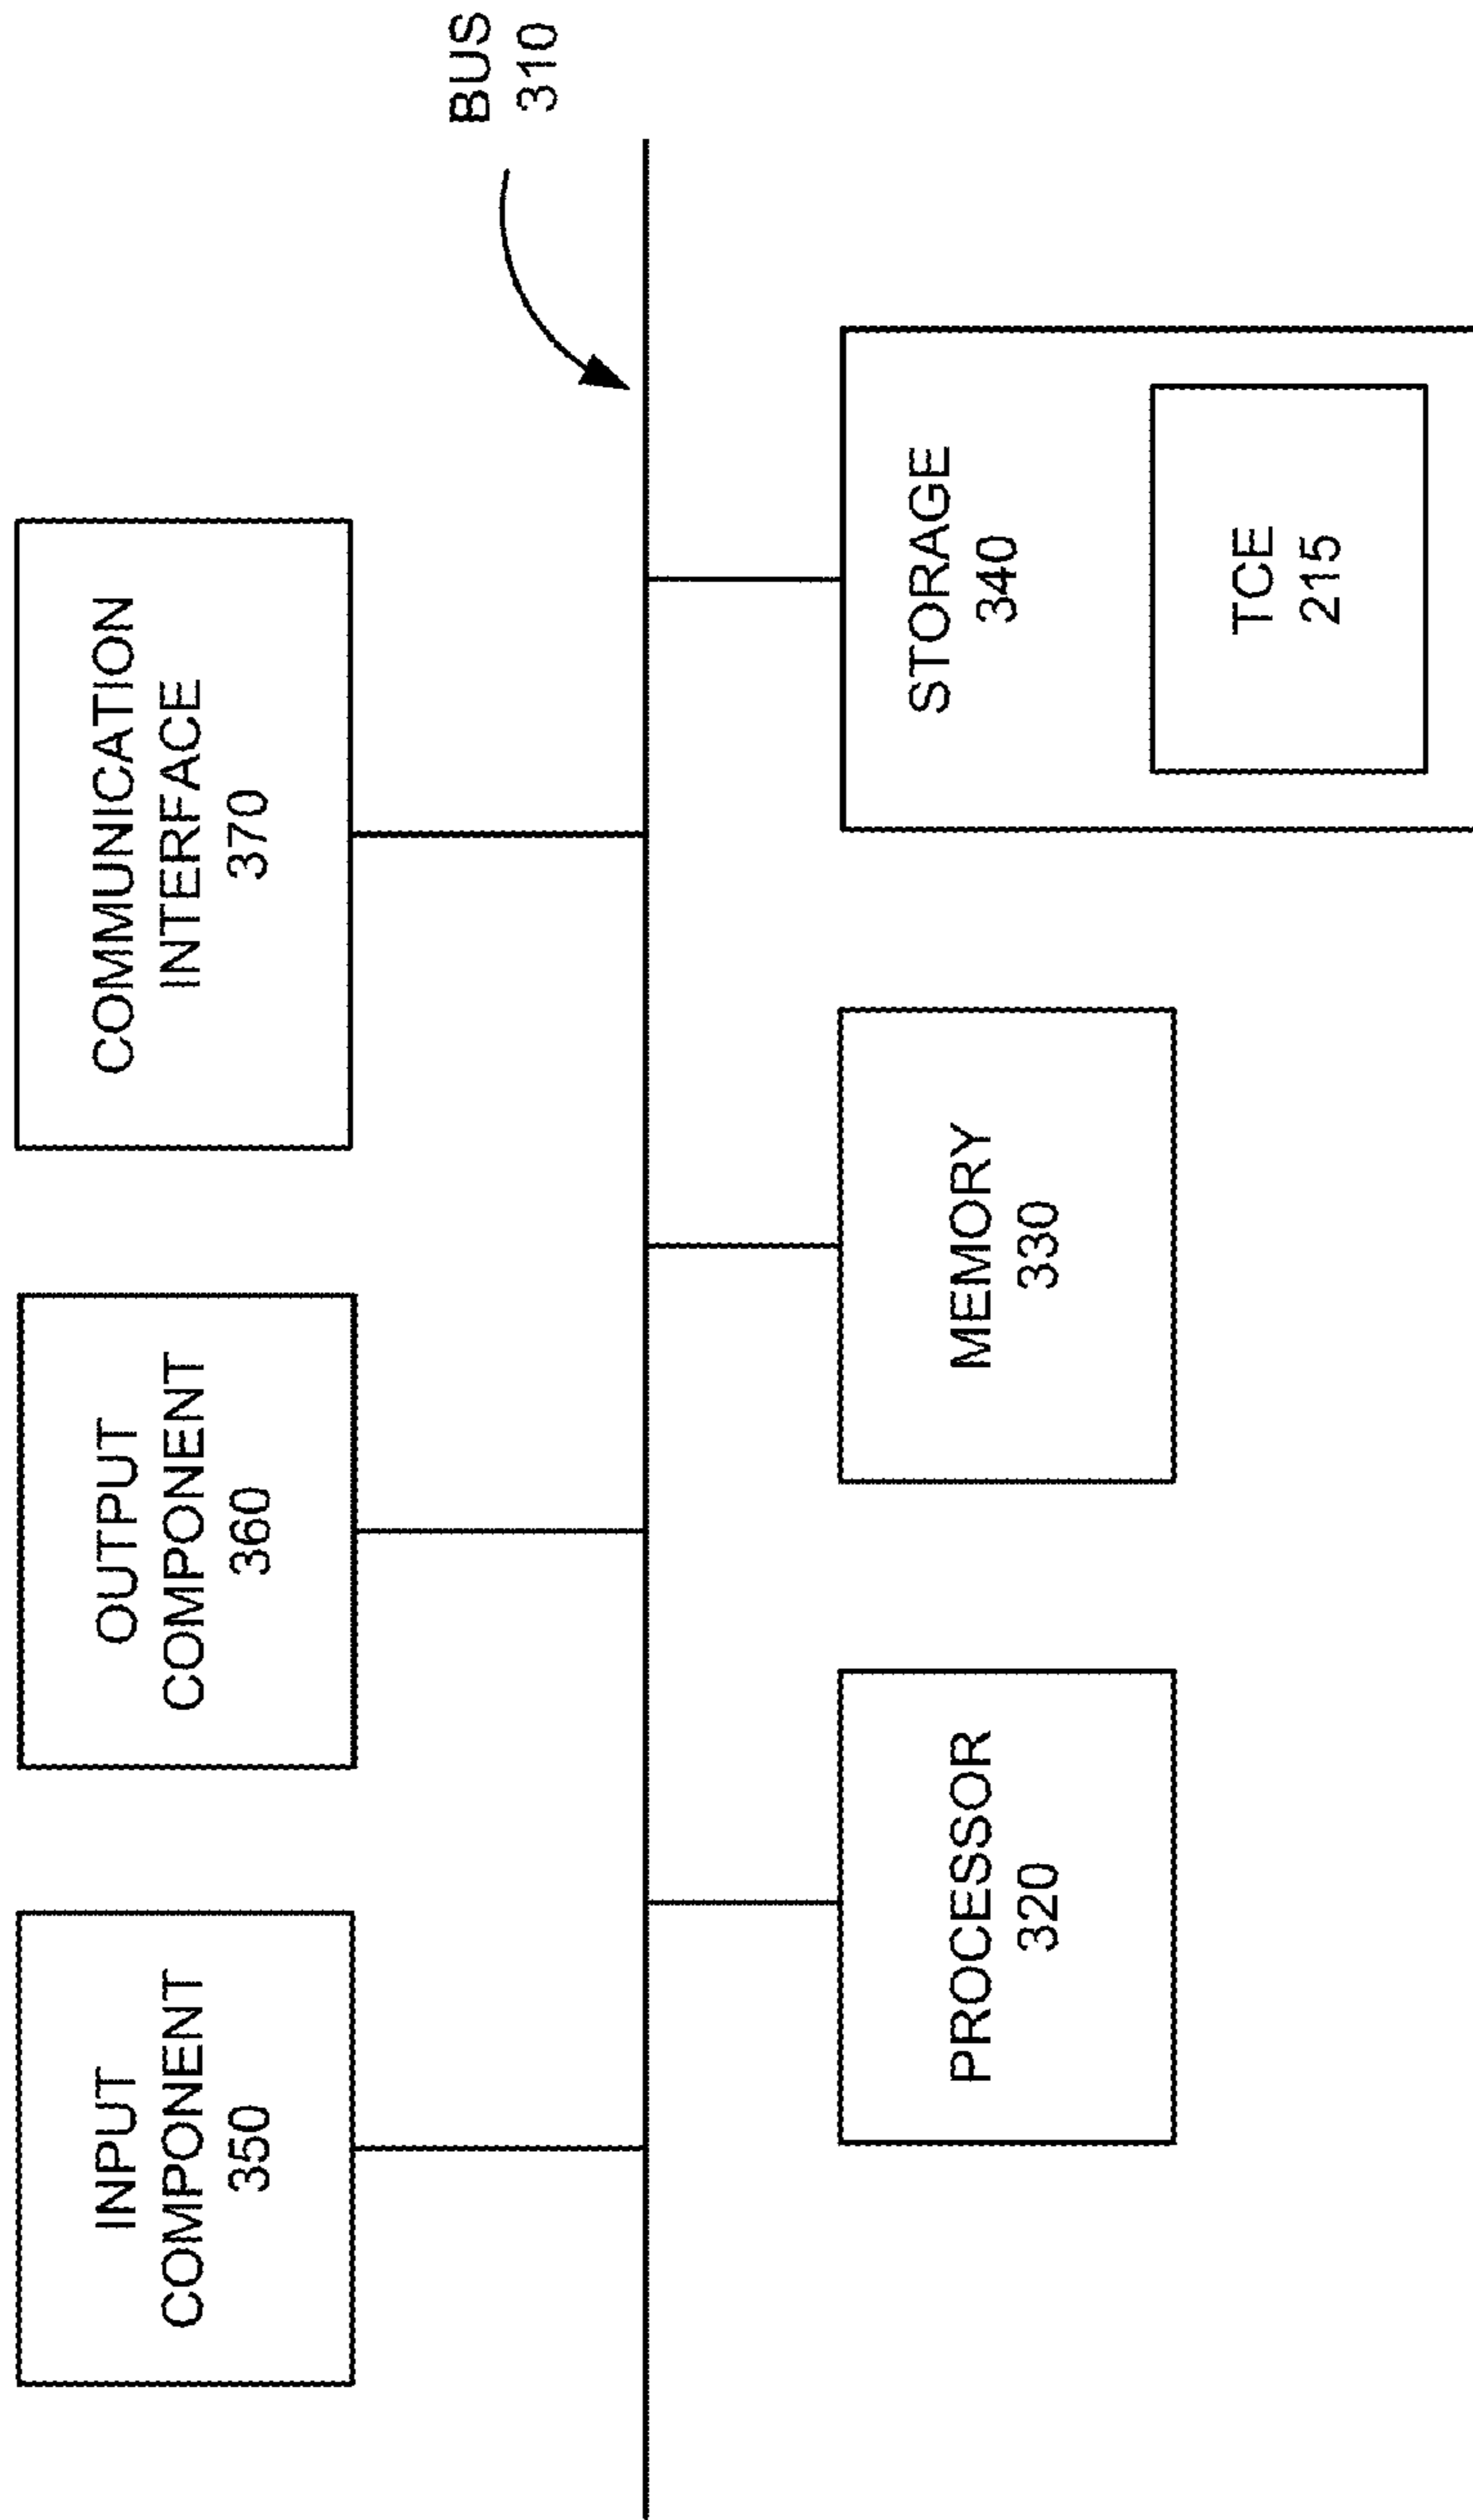 INPUT
COMPONENT
350
OUTPUT
COMPONENT
360
COMMUNICATION
INTERFACE
370
BUS
310
PROCESSOR
320
MEMORY
330
STORAGE
340
TCE
215